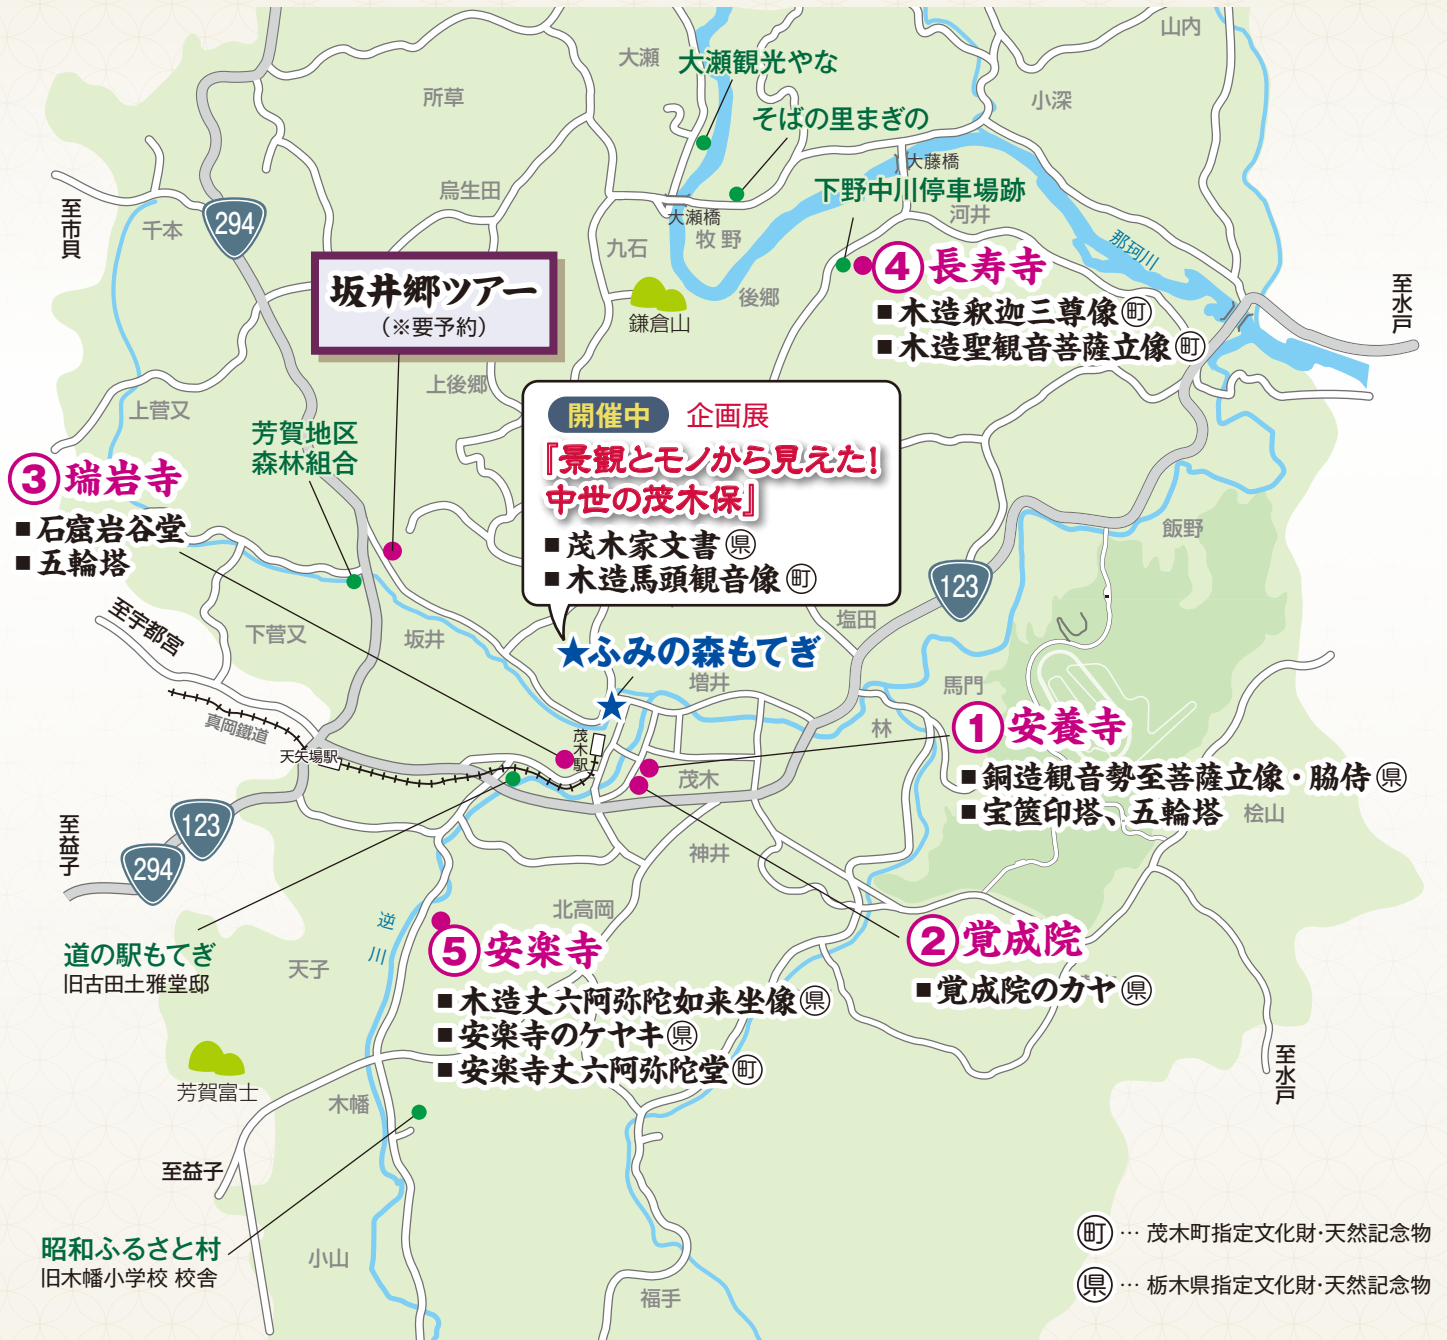 山内
大瀬
大瀬観光やな
所草
小深
そばの里まぎの
大藤橋
下野中川停車場跡
烏生田
河井
至市貝
千本
294
大瀬橋
牧野
九石
那珂川
④長寿寺
■木造釈迦三尊像 町
■木造聖観音菩薩立像 町
至水戸
坂井郷ツアー
(※要予約)
後郷
鎌倉山
上後郷
上菅又
開催中 企画展
『景観とモノから見えた!
中世の茂木保』
■茂木家文書 県
■木造馬頭観音像 町
芳賀地区
森林組合
③瑞岩寺
■石窟岩谷堂
■五輪塔
飯野
123
至宇都宮
下菅又
坂井
塩田
★ふみの森もてぎ
増井
馬門
真岡鐵道
天矢場駅
茂木駅
林
①安養寺
■銅造観音勢至菩薩立像・脇侍 県
■宝篋印塔、五輪塔
茂木
桧山
至益子
123
294
神井
北高岡
逆川
②覚成院
■覚成院のカヤ 県
⑤安楽寺
■木造丈六阿弥陀如来坐像 県
■安楽寺のケヤキ 県
■安楽寺丈六阿弥陀堂 町
道の駅もてぎ
旧古田土雅堂邸
天子
至水戸
芳賀富士
木幡
至益子
昭和ふるさと村
旧木幡小学校 校舎
小山
福手
町 … 茂木町指定文化財・天然記念物
県 … 栃木県指定文化財・天然記念物